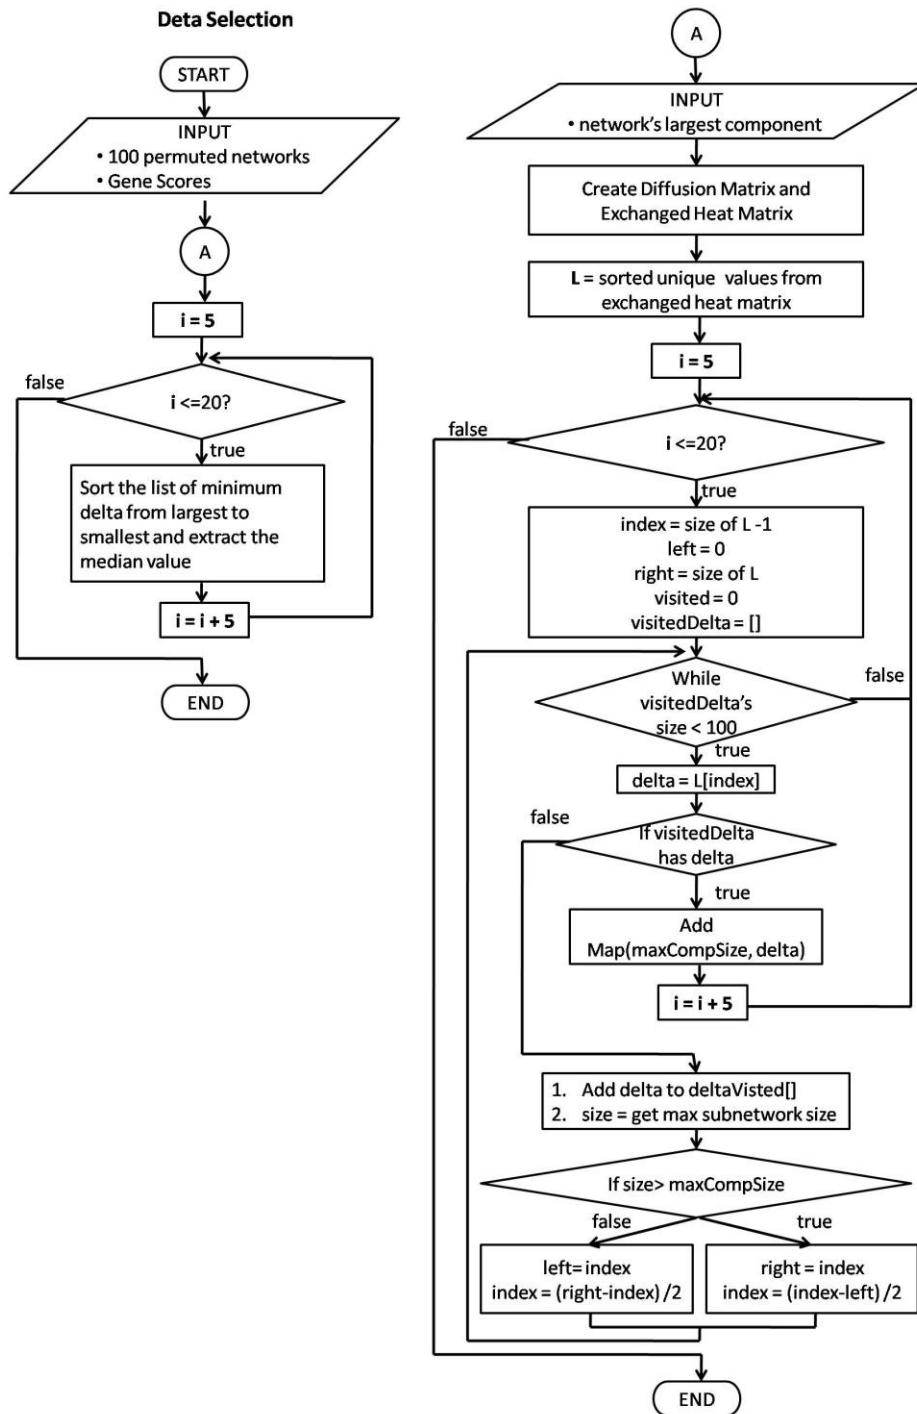 Deta Selection
START
INPUT
• 100 permuted networks
• Gene Scores
A
i = 5
i <=20?
false
true
Sort the list of minimum
delta from largest to
smallest and extract the
median value
i = i + 5
END
A
INPUT
• network's largest component
Create Diffusion Matrix and
Exchanged Heat Matrix
L = sorted unique values from
exchanged heat matrix
i = 5
false
i <=20?
true
index = size of L -1
left = 0
right = size of L
visited = 0
visitedDelta = []
While
visitedDelta's
size < 100
false
true
delta = L[index]
false
If visitedDelta
has delta
true
Add
Map(maxCompSize, delta)
i = i + 5
1. Add delta to deltaVisted[]
2. size = get max subnetwork size
If size> maxCompSize
false
true
left= index
index = (right-index) /2
right = index
index = (index-left) /2
END